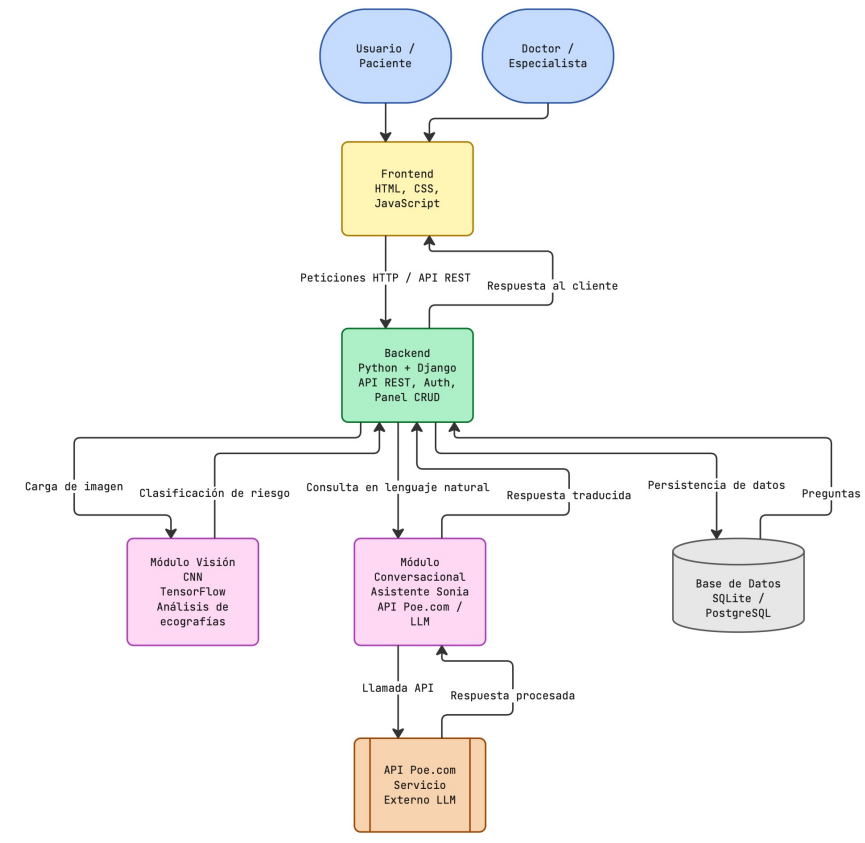 Usuario /
Paciente
Doctor /
Especialista
Frontend
HTML, CSS,
JavaScript
Peticiones HTTP / API REST
Respuesta al cliente
Backend
Python + Django
API REST, Auth,
Panel CRUD
Carga de imagen
Clasificación de riesgo
Consulta en lenguaje natural
Respuesta traducida
Persistencia de datos
Preguntas
Módulo Visión
CNN
TensorFlow
Análisis de
ecografías
Módulo
Conversacional
Asistente Sonia
API Poe.com /
LLM
Base de Datos
SQLite /
PostgreSQL
Llamada API
Respuesta procesada
API Poe.com
Servicio
Externo LLM